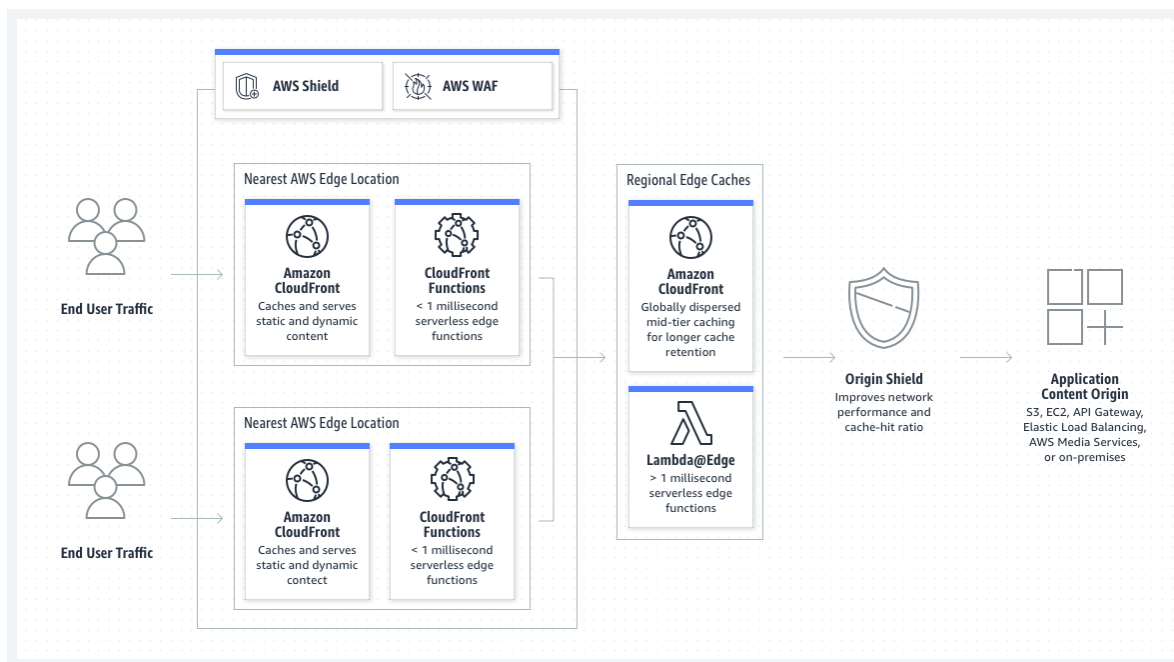 AWS Shield
AWS WAF
End User Traffic
Nearest AWS Edge Location
Amazon
CloudFront
Caches and serves
static and dynamic
content
CloudFront
Functions
< 1 millisecond
serverless edge
functions
End User Traffic
Nearest AWS Edge Location
Amazon
CloudFront
Caches and serves
static and dynamic
contect
CloudFront
Functions
< 1 millisecond
serverless edge
functions
Regional Edge Caches
Amazon
CloudFront
Globally dispersed
mid-tier caching
for longer cache
retention
Lambda@Edge
> 1 millisecond
serverless edge
functions
Origin Shield
Improves network
performance and
cache-hit ratio
Application
Content Origin
S3, EC2, API Gateway,
Elastic Load Balancing,
AWS Media Services,
or on-premises